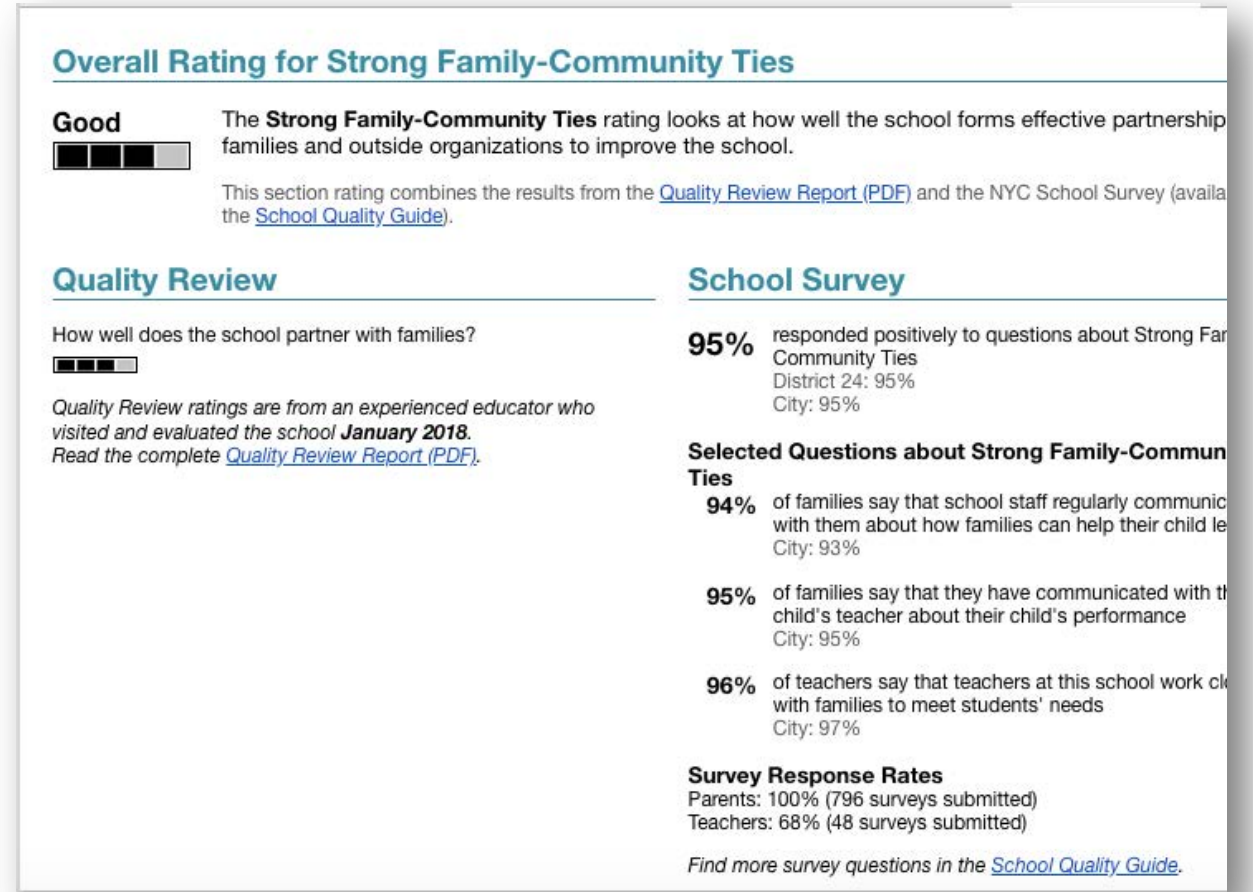 Overall Rating for Strong Family-Community Ties
Good
The Strong Family-Community Ties rating looks at how well the school forms effective partnership
families and outside organizations to improve the school.
This section rating combines the results from the Quality Review Report (PDF) and the NYC School Survey (availa
the School Quality Guide).
Quality Review
How well does the school partner with families?
Quality Review ratings are from an experienced educator who
visited and evaluated the school January 2018.
Read the complete Quality Review Report (PDF).
School Survey
95% responded positively to questions about Strong Fa
Community Ties
District 24: 95%
City: 95%
Selected Questions about Strong Family-Commun
Ties
94% of families say that school staff regularly communic
with them about how families can help their child le
City: 93%
95% of families say that they have communicated with th
child's teacher about their child's performance
City: 95%
96% of teachers say that teachers at this school work cl
with families to meet students' needs
City: 97%
Survey Response Rates
Parents: 100% (796 surveys submitted)
Teachers: 68% (48 surveys submitted)
Find more survey questions in the School Quality Guide.